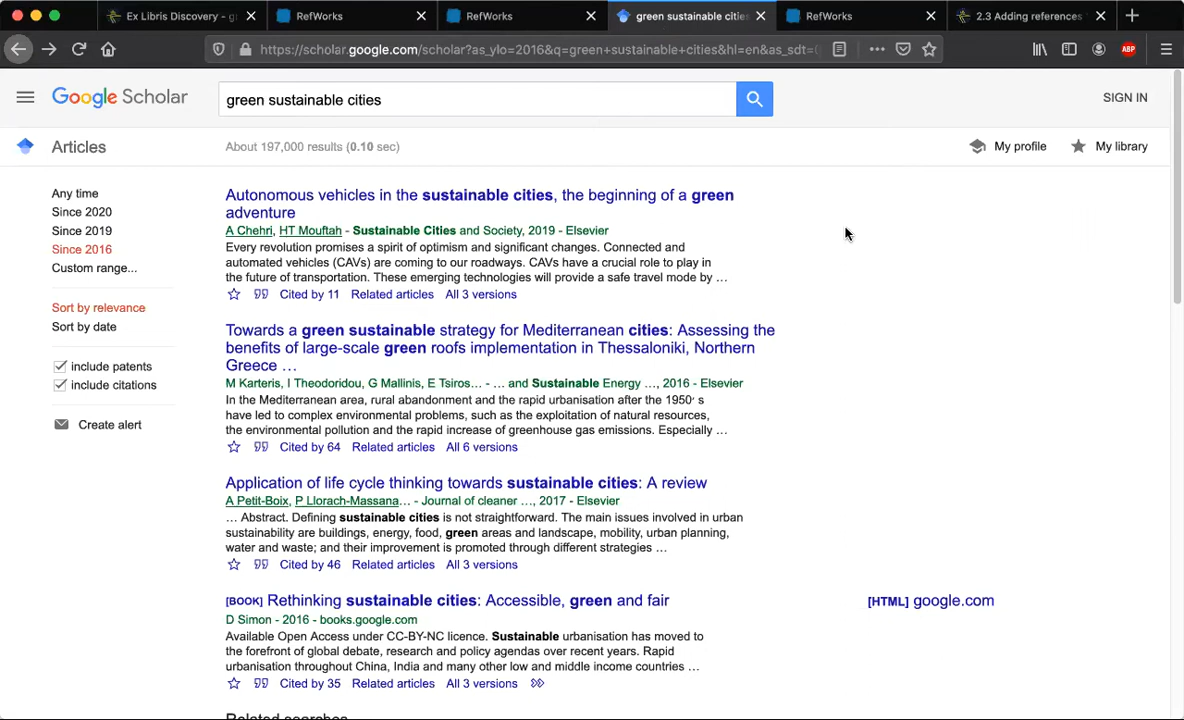 Ex Libris Discovery - g
RefWorks
RefWorks
green sustainable cities
RefWorks
2.3 Adding references
https://scholar.google.com/scholar?as_ylo=2016&q=green+sustainable+cities&hl=en&as_sdt=0
ABP
Google Scholar
green sustainable cities
SIGN IN
Articles
About 197,000 results (0.10 sec)
My profile
My library
Any time
Since 2020
Since 2019
Since 2016
Custom range...
Sort by relevance
Sort by date
include patents
include citations
Create alert
Autonomous vehicles in the sustainable cities, the beginning of a green
adventure
A Chehri, HT Mouftah - Sustainable Cities and Society, 2019 - Elsevier
Every revolution promises a spirit of optimism and significant changes. Connected and
automated vehicles (CAVs) are coming to our roadways. CAVs have a crucial role to play in
the future of transportation. These emerging technologies will provide a safe travel mode by ...
Cited by 11 Related articles All 3 versions
Towards a green sustainable strategy for Mediterranean cities: Assessing the
benefits of large-scale green roofs implementation in Thessaloniki, Northern
Greece …
M Karteris, I Theodoridou, G Mallinis, E Tsiros… - … and Sustainable Energy …, 2016 - Elsevier
In the Mediterranean area, rural abandonment and the rapid urbanisation after the 1950׳ s
have led to complex environmental problems, such as the exploitation of natural resources,
the environmental pollution and the rapid increase of greenhouse gas emissions. Especially ...
Cited by 64 Related articles All 6 versions
Application of life cycle thinking towards sustainable cities: A review
A Petit-Boix, P Llorach-Massana… - Journal of cleaner …, 2017 - Elsevier
… Abstract. Defining sustainable cities is not straightforward. The main issues involved in urban
sustainability are buildings, energy, food, green areas and landscape, mobility, urban planning,
water and waste; and their improvement is promoted through different strategies …
Cited by 46 Related articles All 3 versions
[BOOK] Rethinking sustainable cities: Accessible, green and fair
[HTML] google.com
D Simon - 2016 - books.google.com
Available Open Access under CC-BY-NC licence. Sustainable urbanisation has moved to
the forefront of global debate, research and policy agendas over recent years. Rapid
urbanisation throughout China, India and many other low and middle income countries ...
Cited by 35 Related articles All 3 versions
Related searches